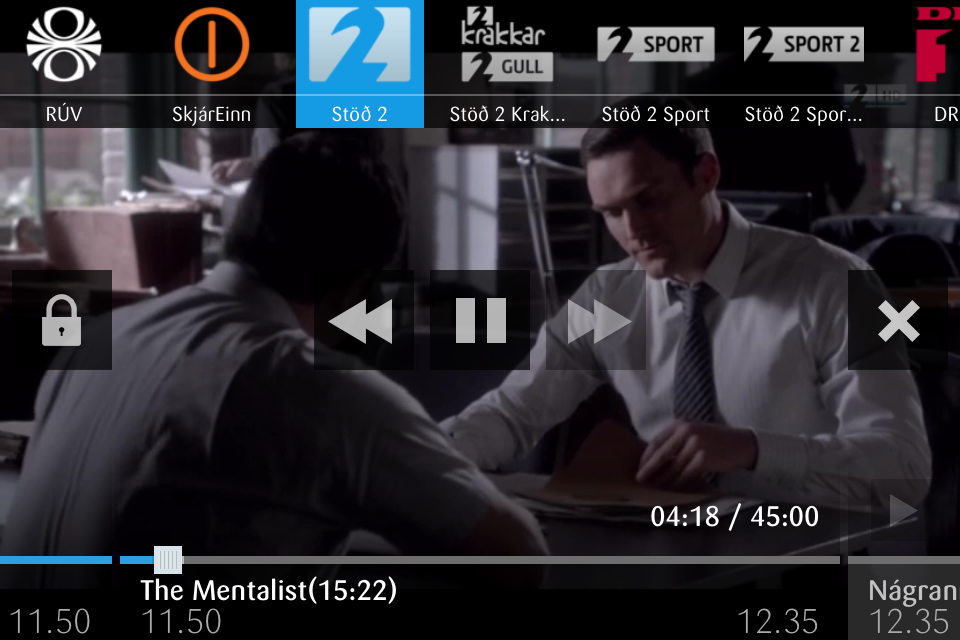 krakkar
GULL
2 SPORT
2 SPORT 2
RÚV
SkjárEinn
Stöð 2
Stöð 2 Krak...
Stöð 2 Sport
Stöð 2 Spor...
DR
2 HD
04:18 / 45:00
The Mentalist(15:22)
Nágran
11.50
11.50
12.35
12.35